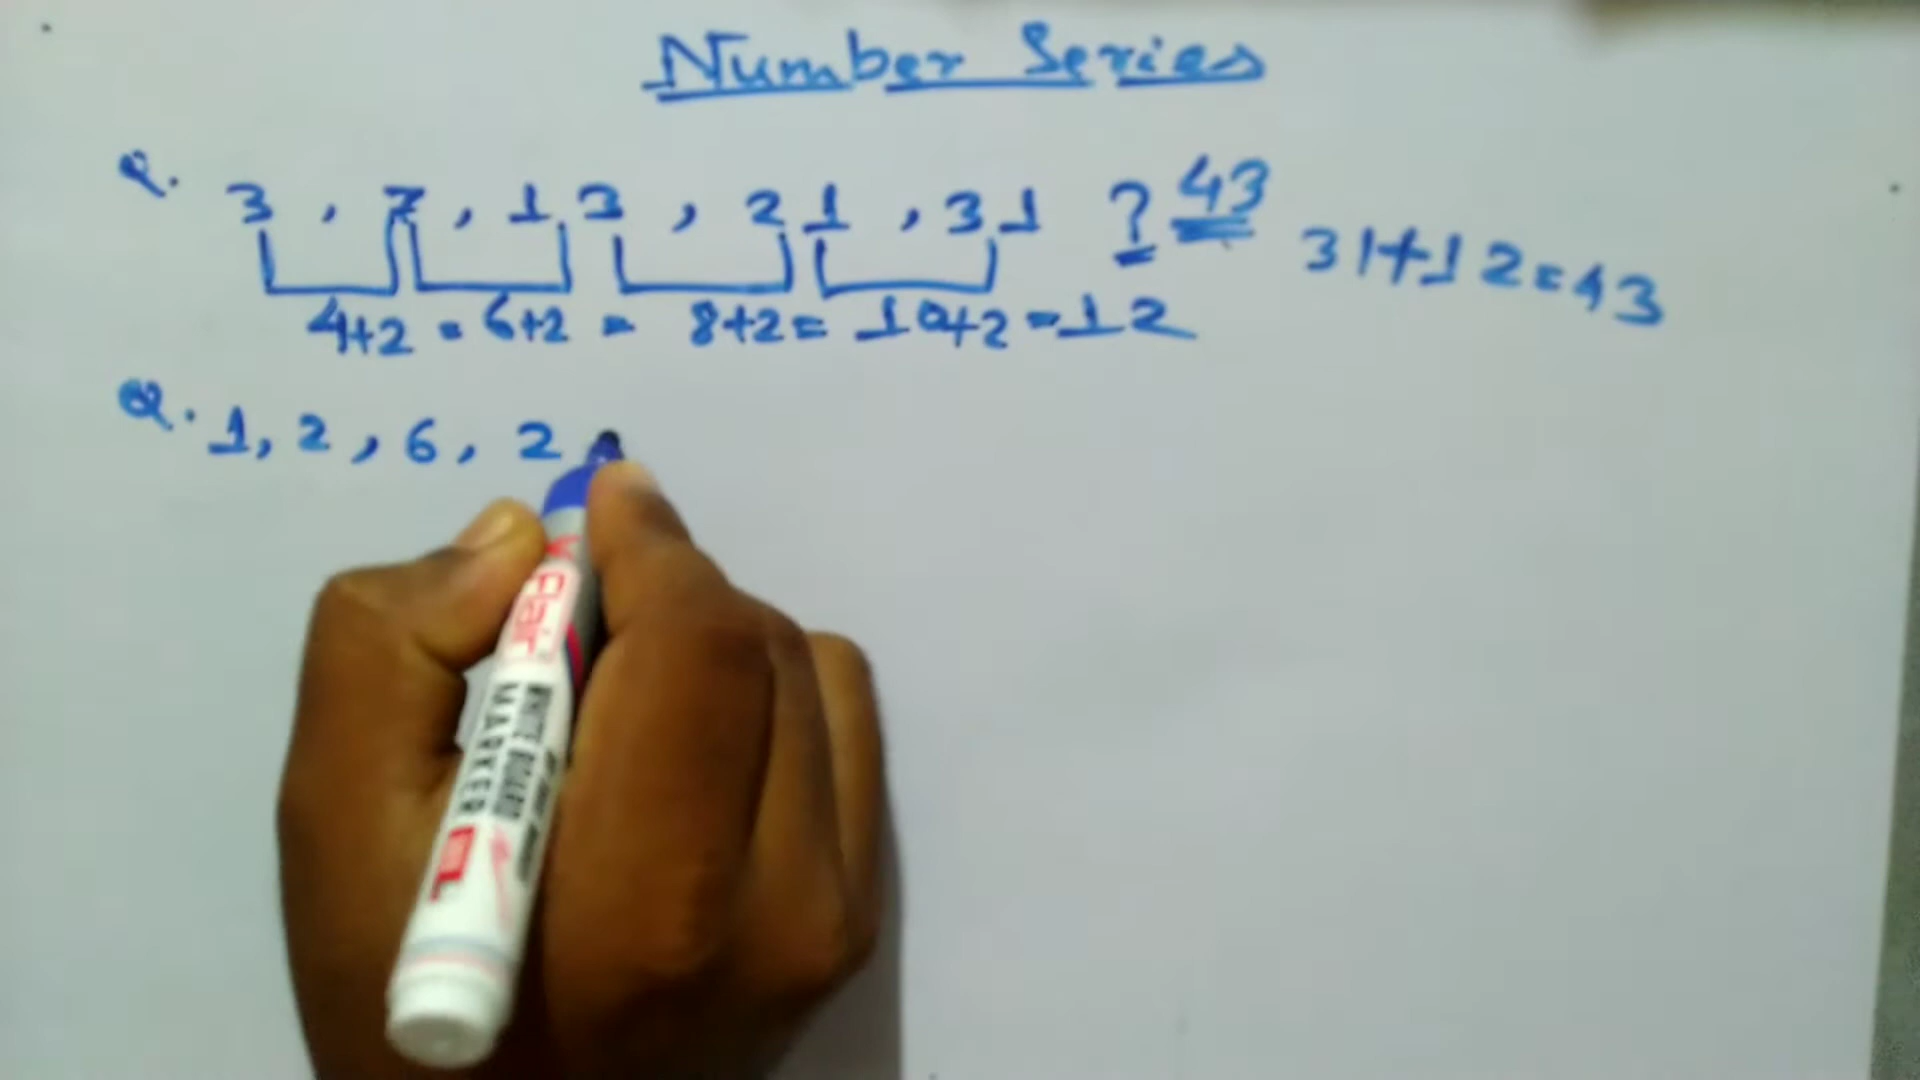 Number Series
Q. 3 , 7 , 13 , 21 , 31 ? 43
31+12=43
4+2 = 6+2 = 8+2 = 10+2 = 12
Q. 1, 2 , 6 , 2
Flair
WHITE BOARD
MARKER